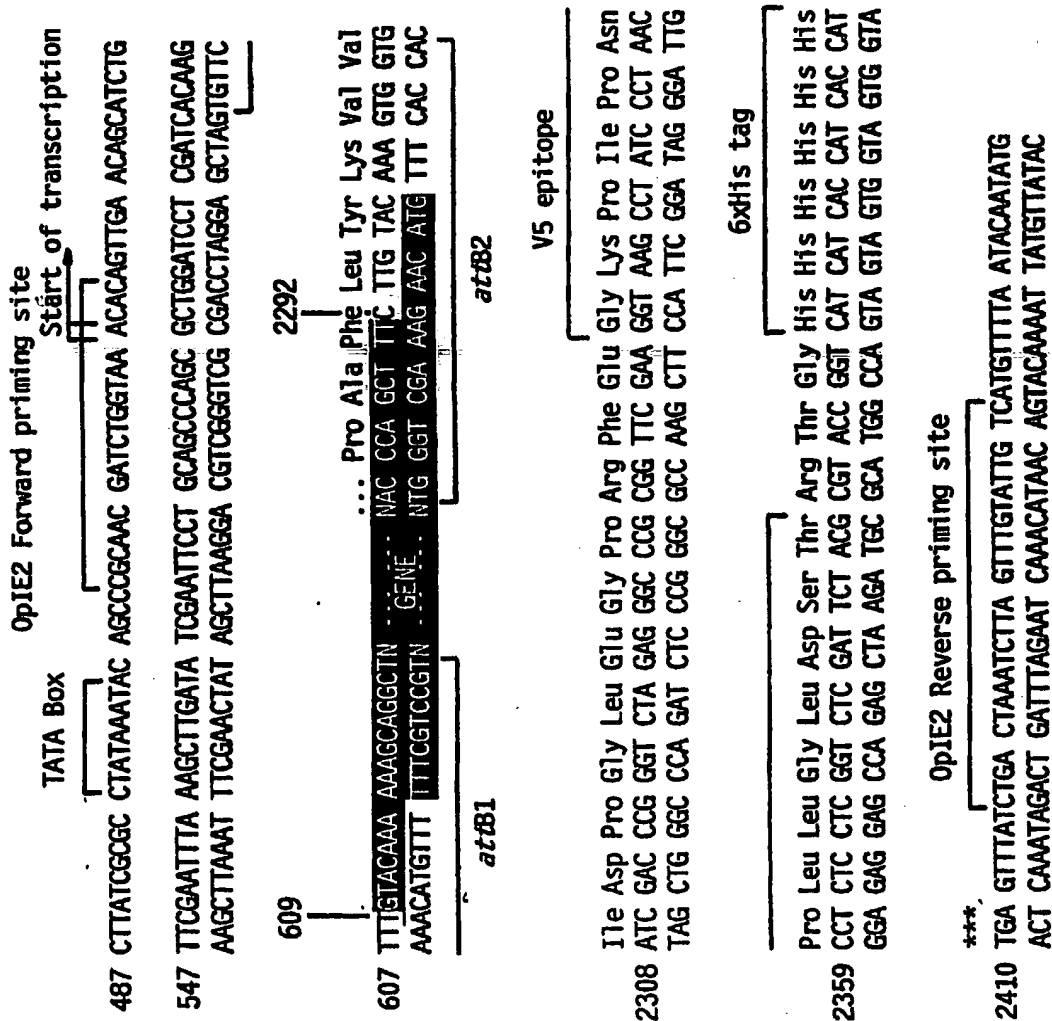 OpIE2 Forward priming site
TATA Box
Start of transcription
487 CTTATCGCGC CTATAAATAC AGCCCGCAAC GATCTGGTAA ACACAGTTGA ACAGCATCTG
547 TTCGAATTTA AAGCTTGATA TCGAATTCCT GCAGCCCAGC GCTGGATCCT CGATCACAAG
AAGCTTAAAT TTCGAACTAT AGCTTAAGGA CGTCGGGTCG CGACCTAGGA GCTAGTGTTC
609
2292
... Pro Ala Phe Leu Tyr Lys Val Val
607 TTTGTACAAA AAAGCAGGCTN ... GENE ... NAC CCA GCT TTC TTG TAC AAA GTG GTG
AAACATGTTT TTTCGTCCGTN ... NTG GGT CGA AAG AAC ATG TTT CAC CAC
attB1
attB2
V5 epitope
Ile Asp Pro Gly Leu Glu Gly Pro Arg Phe Glu Gly Lys Pro Ile Pro Asn
2308 ATC GAC CCG GGT CTA GAG GGC CCG CGG TTC GAA GGT AAG CCT ATC CCT AAC
TAG CTG GGC CCA GAT CTC CCG GGC GCC AAG CTT CCA TTC GGA TAG GGA TTG
6xHis tag
Pro Leu Leu Gly Leu Asp Ser Thr Arg Thr Gly His His His His His His
2359 CCT CTC CTC GGT CTC GAT TCT ACG CGT ACC GGT CAT CAT CAC CAT CAC CAT
GGA GAG GAG CCA GAG CTA AGA TGC GCA TGG CCA GTA GTA GTG GTA GTG GTA
OpIE2 Reverse priming site
***
2410 TGA GTTTATCTGA CTAAATCTTA GTTTGTATTG TCATGTTTTA ATACAATATG
ACT CAAATAGACT GATTTAGAAT CAAACATAAC AGTACAAAAT TATGTTATAC